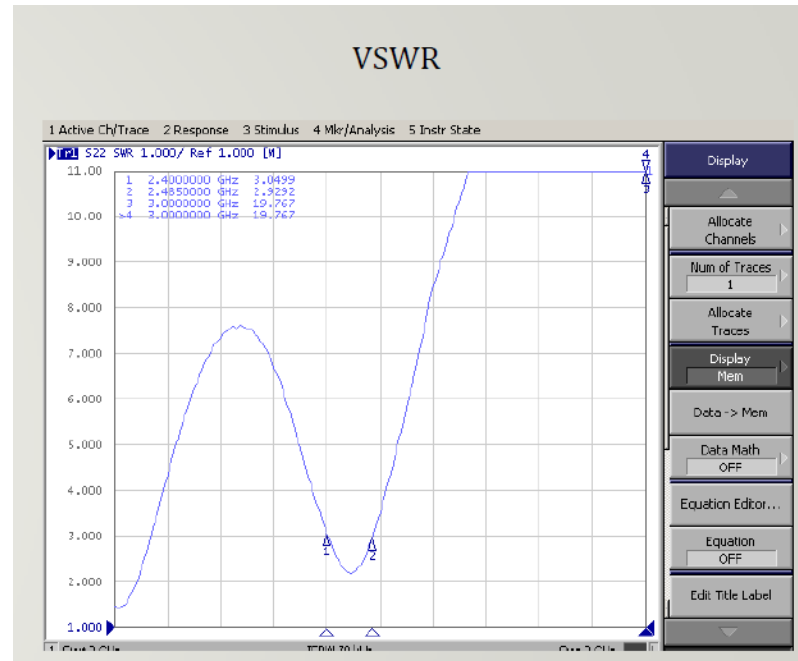 VSWR
1 Active Ch/Trace 2 Response 3 Stimulus 4 Mkr/Analysis 5 Instr State
Tr1 S22 SWR 1.000/ Ref 1.000 [M]
11.00
10.00
9.000
8.000
7.000
6.000
5.000
4.000
3.000
2.000
1.000
1 2.4000000 GHz 3.0499
2 2.4850000 GHz 2.9292
3 3.0000000 GHz 19.767
>4 3.0000000 GHz 19.767
4
3
1
2
Display
Allocate
Channels
Num of Traces
1
Allocate
Traces
Display
Mem
Data -> Mem
Data Math
OFF
Equation Editor...
Equation
OFF
Edit Title Label